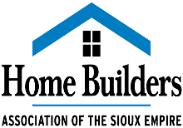 Home Builders
ASSOCIATION OF THE SIOUX EMPIRE